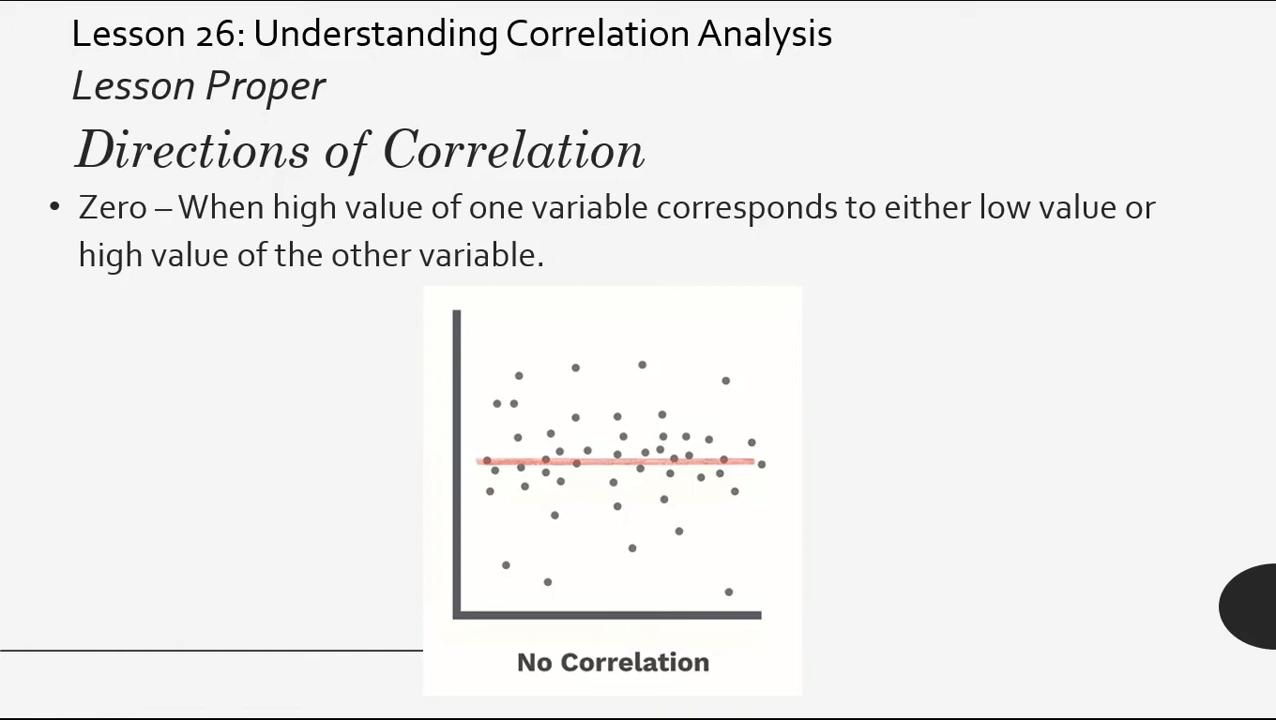 Lesson 26: Understanding Correlation Analysis
Lesson Proper
Directions of Correlation
• Zero – When high value of one variable corresponds to either low value or
high value of the other variable.
No Correlation